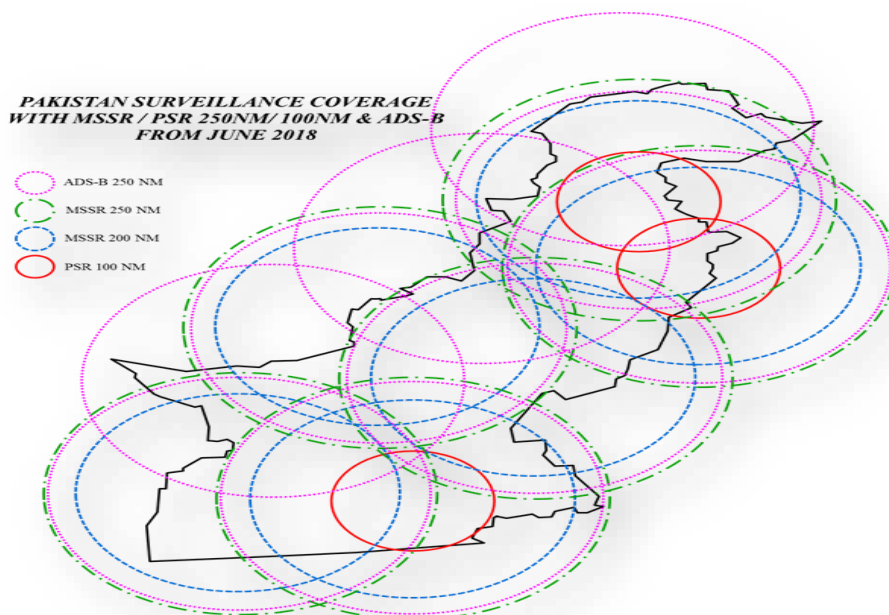 PAKISTAN SURVEILLANCE COVERAGE
WITH MSSR / PSR 250NM/ 100NM & ADS-B
FROM JUNE 2018
ADS-B 250 NM
MSSR 250 NM
MSSR 200 NM
PSR 100 NM